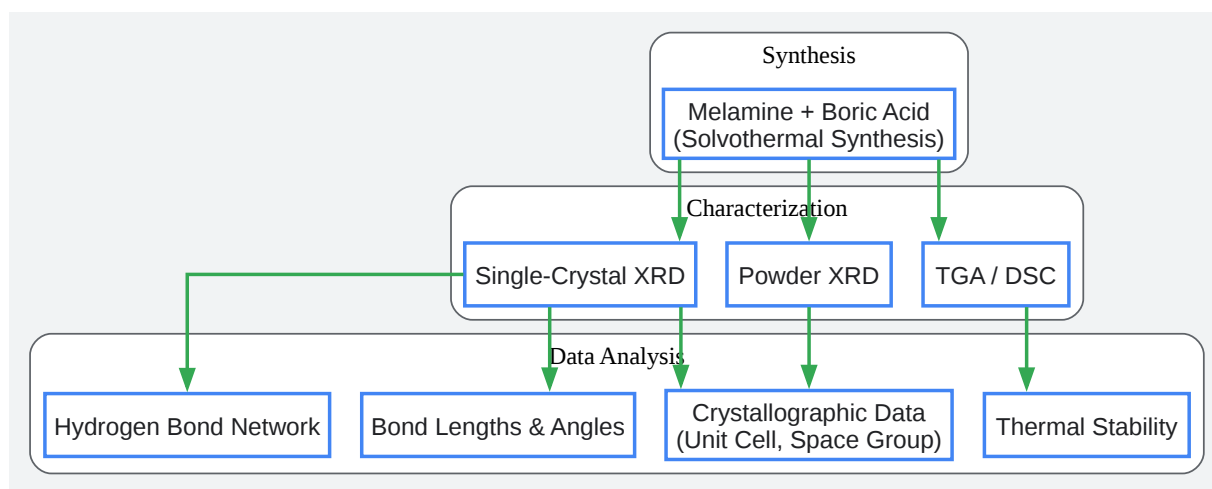 Synthesis
Melamine + Boric Acid
(Solvothermal Synthesis)
Characterization
Single-Crystal XRD
Powder XRD
TGA / DSC
Data Analysis
Hydrogen Bond Network
Bond Lengths & Angles
Crystallographic Data
(Unit Cell, Space Group)
Thermal Stability